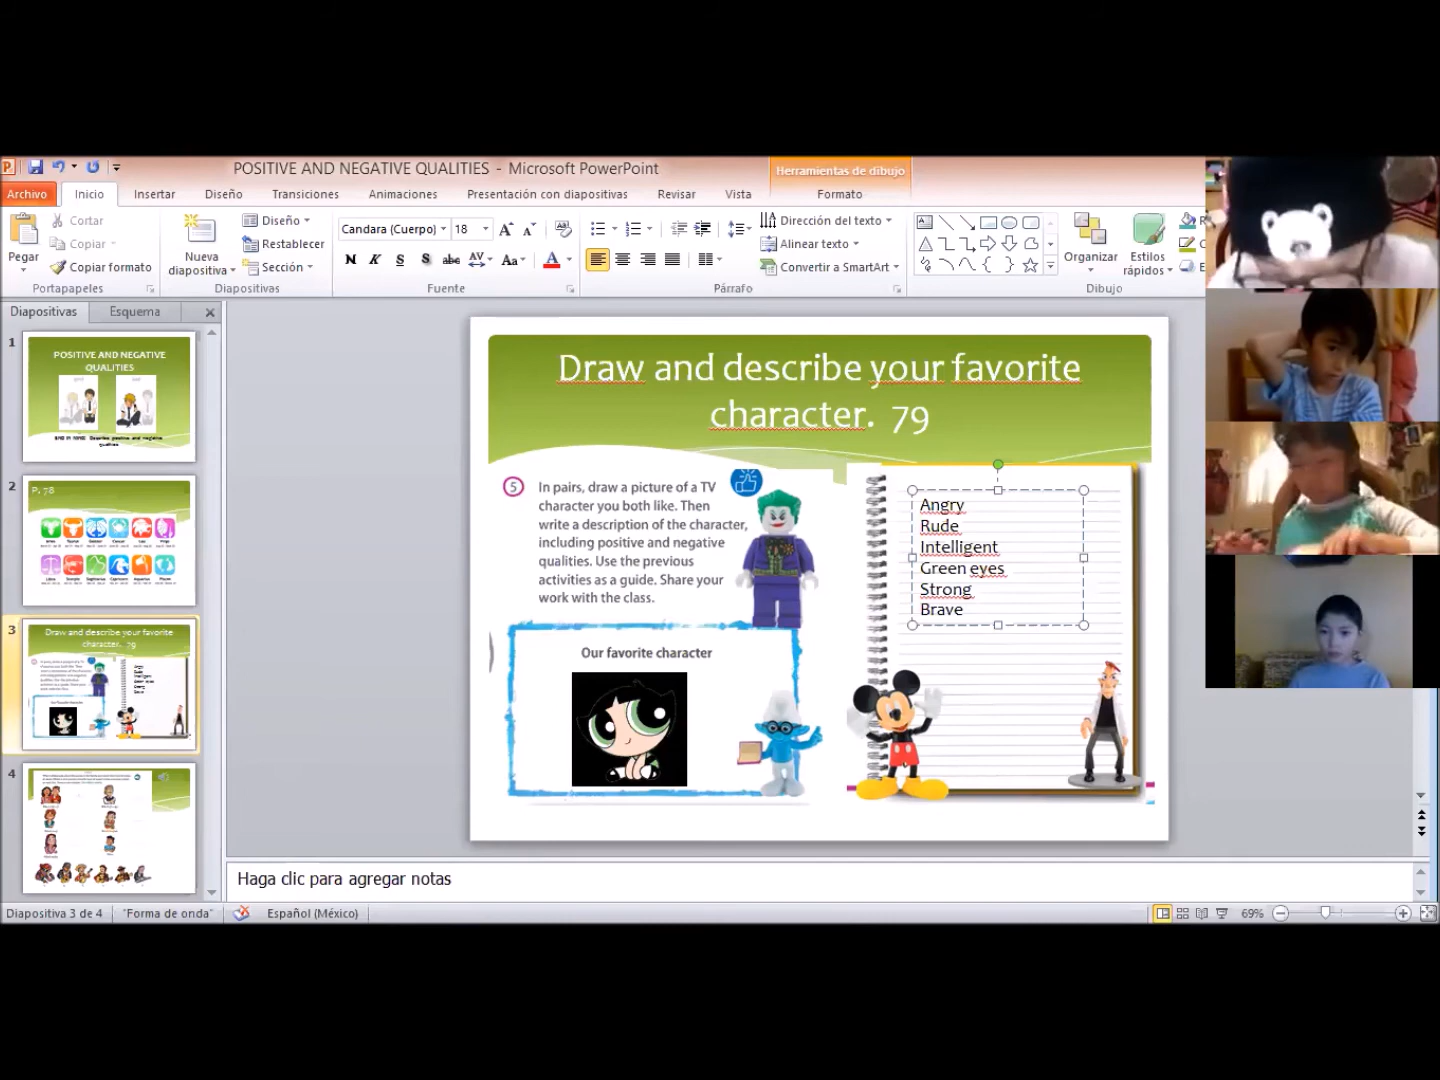 POSITIVE AND NEGATIVE QUALITIES - Microsoft PowerPoint
Herramientas de dibujo
Archivo
Inicio
Insertar
Diseño
Transiciones
Animaciones
Presentación con diapositivas
Revisar
Vista
Formato
Pegar
Cortar
Copiar
Copiar formato
Portapapeles
Nueva diapositiva
Diseño
Restablecer
Sección
Diapositivas
Candara (Cuerpo)
18
N K S S abc AV Aa A
Fuente
Dirección del texto
Alinear texto
Convertir a SmartArt
Párrafo
Organizar
Estilos rápidos
Dibujo
Diapositivas
Esquema
1
POSITIVE AND NEGATIVE
QUALITIES
2
P. 78
3
Draw and describe your favorite
character. 79
4
Draw and describe your favorite
character. 79
5
In pairs, draw a picture of a TV
character you both like. Then
write a description of the character,
including positive and negative
qualities. Use the previous
activities as a guide. Share your
work with the class.
Our favorite character
Angry
Rude
Intelligent
Green eyes
Strong
Brave
Haga clic para agregar notas
Diapositiva 3 de 4
"Forma de onda"
Español (México)
69%